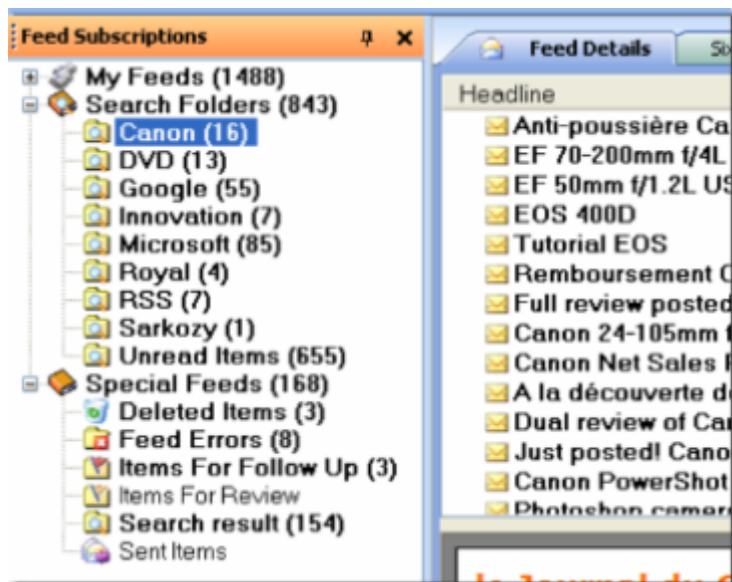 Feed Subscriptions
My Feeds (1488)
Search Folders (843)
Canon (16)
DVD (13)
Google (55)
Innovation (7)
Microsoft (85)
Royal (4)
RSS (7)
Sarkozy (1)
Unread Items (655)
Special Feeds (168)
Deleted Items (3)
Feed Errors (8)
Items For Follow Up (3)
Items For Review
Search result (154)
Sent Items
Feed Details
Headline
Anti-poussière Ca
EF 70-200mm f/4L
EF 50mm f/1.2L US
EOS 400D
Tutorial EOS
Remboursement
Full review posted
Canon 24-105mm f
Canon Net Sales
A la découverte d
Dual review of Ca
Just posted! Cano
Canon PowerShot
Photoshop camer